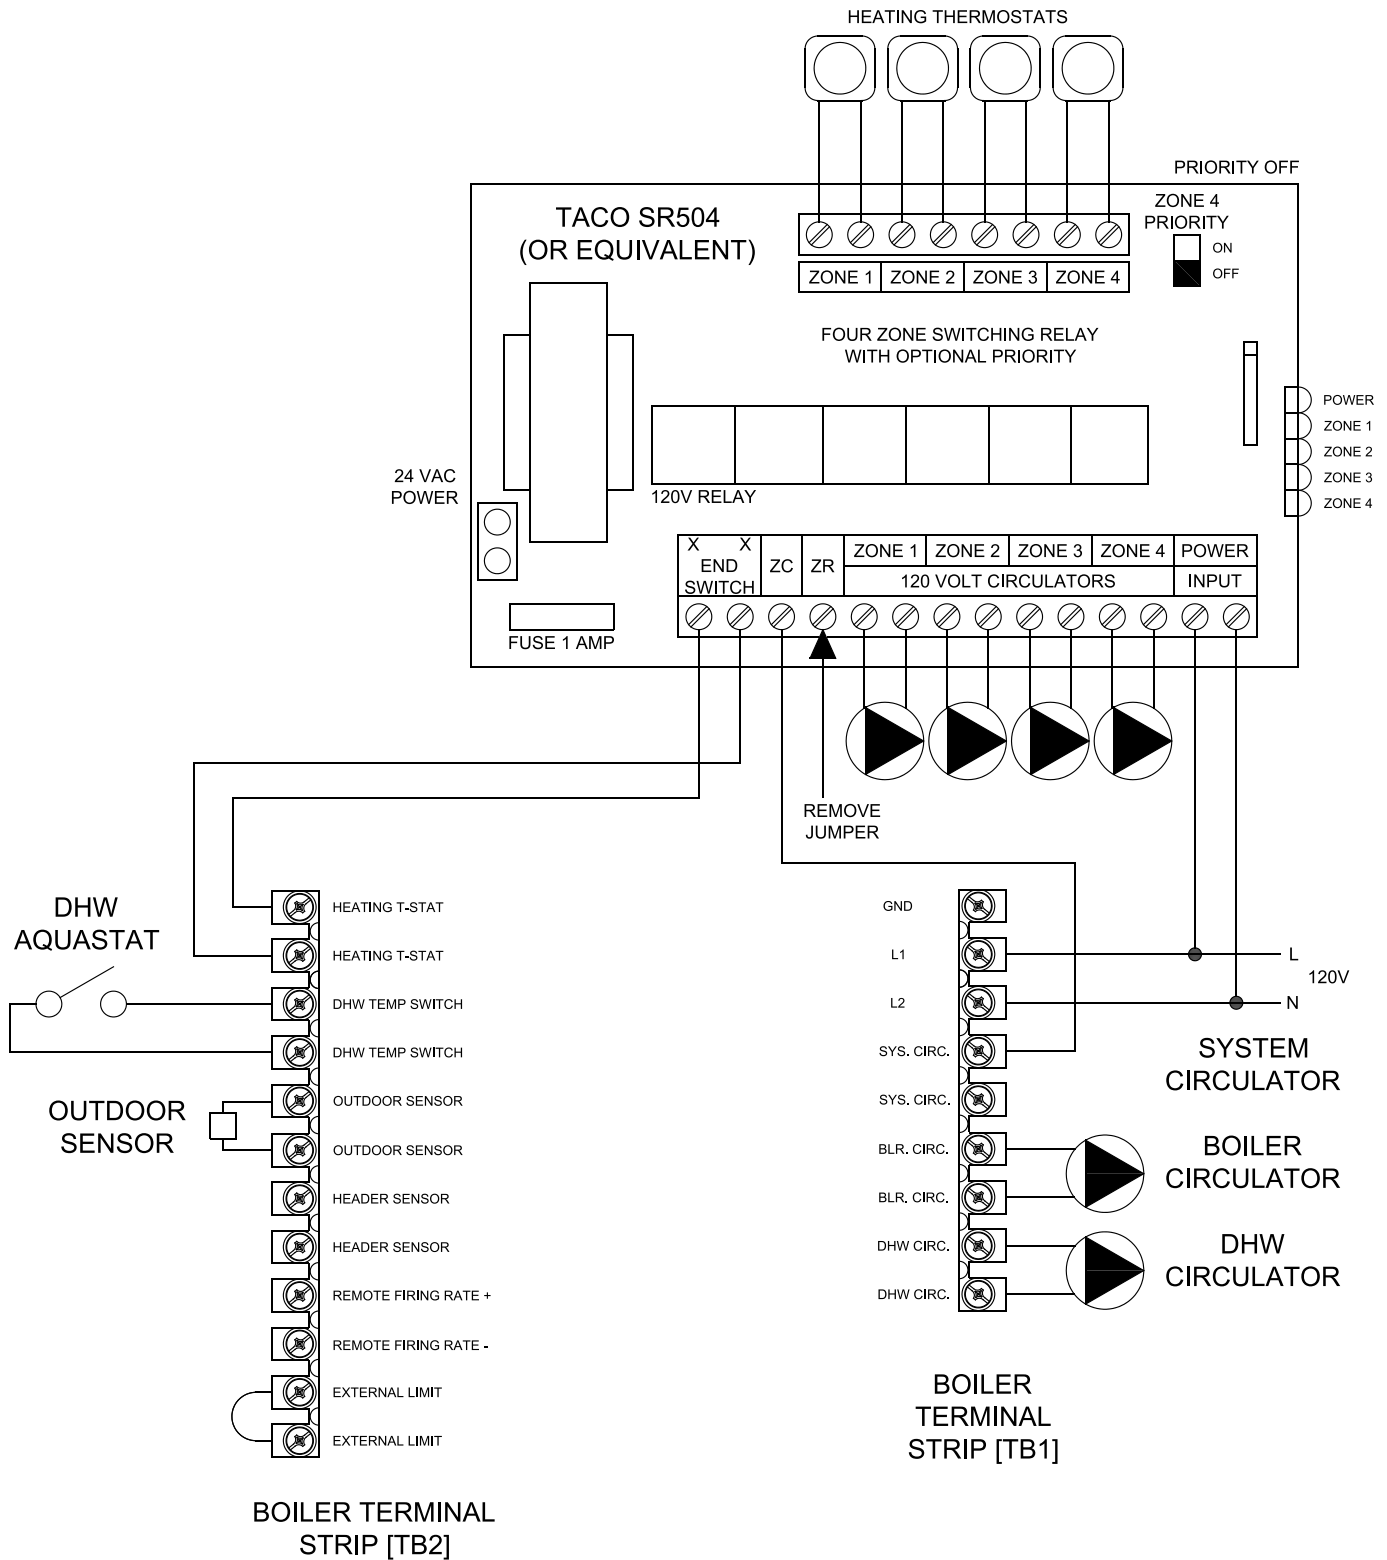 HEATING THERMOSTATS
PRIORITY OFF
TACO SR504
(OR EQUIVALENT)
ZONE 4
PRIORITY
ON
OFF
ZONE 1
ZONE 2
ZONE 3
ZONE 4
FOUR ZONE SWITCHING RELAY
WITH OPTIONAL PRIORITY
POWER
ZONE 1
ZONE 2
ZONE 3
ZONE 4
24 VAC
POWER
120V RELAY
X X
END
SWITCH
ZC
ZR
ZONE 1
ZONE 2
ZONE 3
ZONE 4
120 VOLT CIRCULATORS
POWER
INPUT
FUSE 1 AMP
REMOVE
JUMPER
DHW
AQUASTAT
OUTDOOR
SENSOR
HEATING T-STAT
HEATING T-STAT
DHW TEMP SWITCH
DHW TEMP SWITCH
OUTDOOR SENSOR
OUTDOOR SENSOR
HEADER SENSOR
HEADER SENSOR
REMOTE FIRING RATE +
REMOTE FIRING RATE -
EXTERNAL LIMIT
EXTERNAL LIMIT
BOILER TERMINAL
STRIP [TB2]
GND
L1
L2
SYS. CIRC.
SYS. CIRC.
BLR. CIRC.
BLR. CIRC.
DHW CIRC.
DHW CIRC.
L
120V
N
SYSTEM
CIRCULATOR
BOILER
CIRCULATOR
DHW
CIRCULATOR
BOILER
TERMINAL
STRIP [TB1]